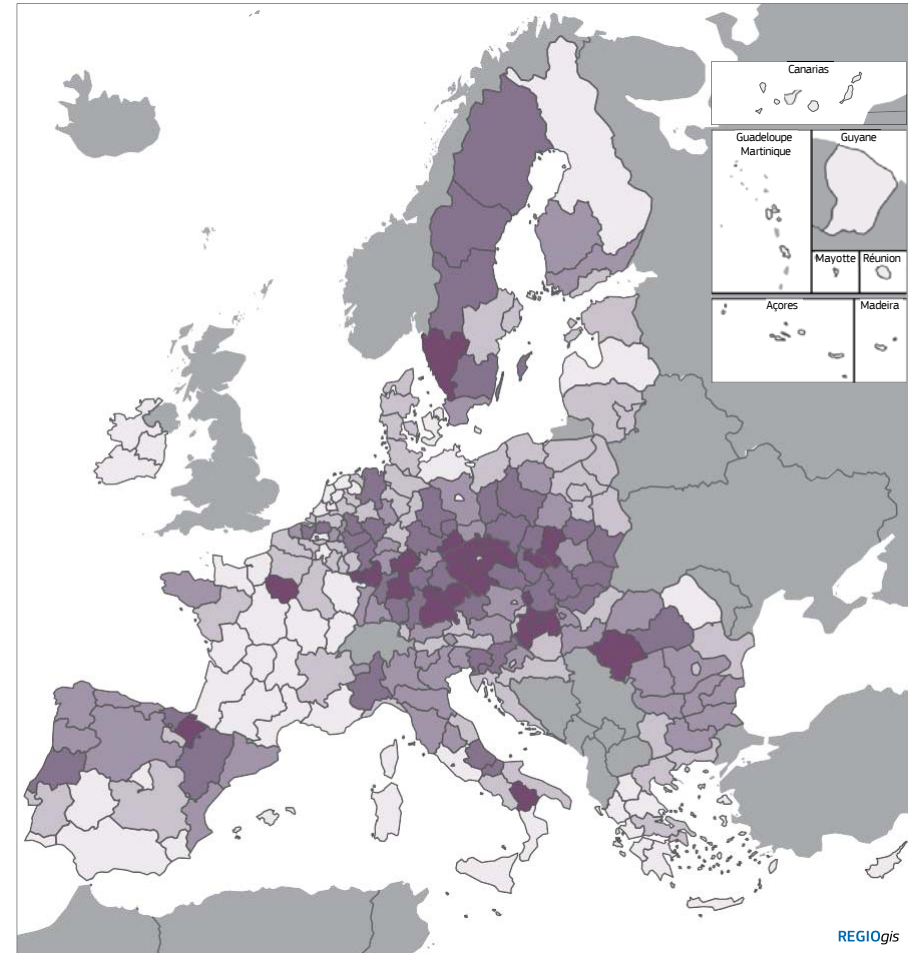 Canarias
Guadeloupe
Martinique
Guyane
Mayotte
Réunion
Açores
Madeira
REGIOgis